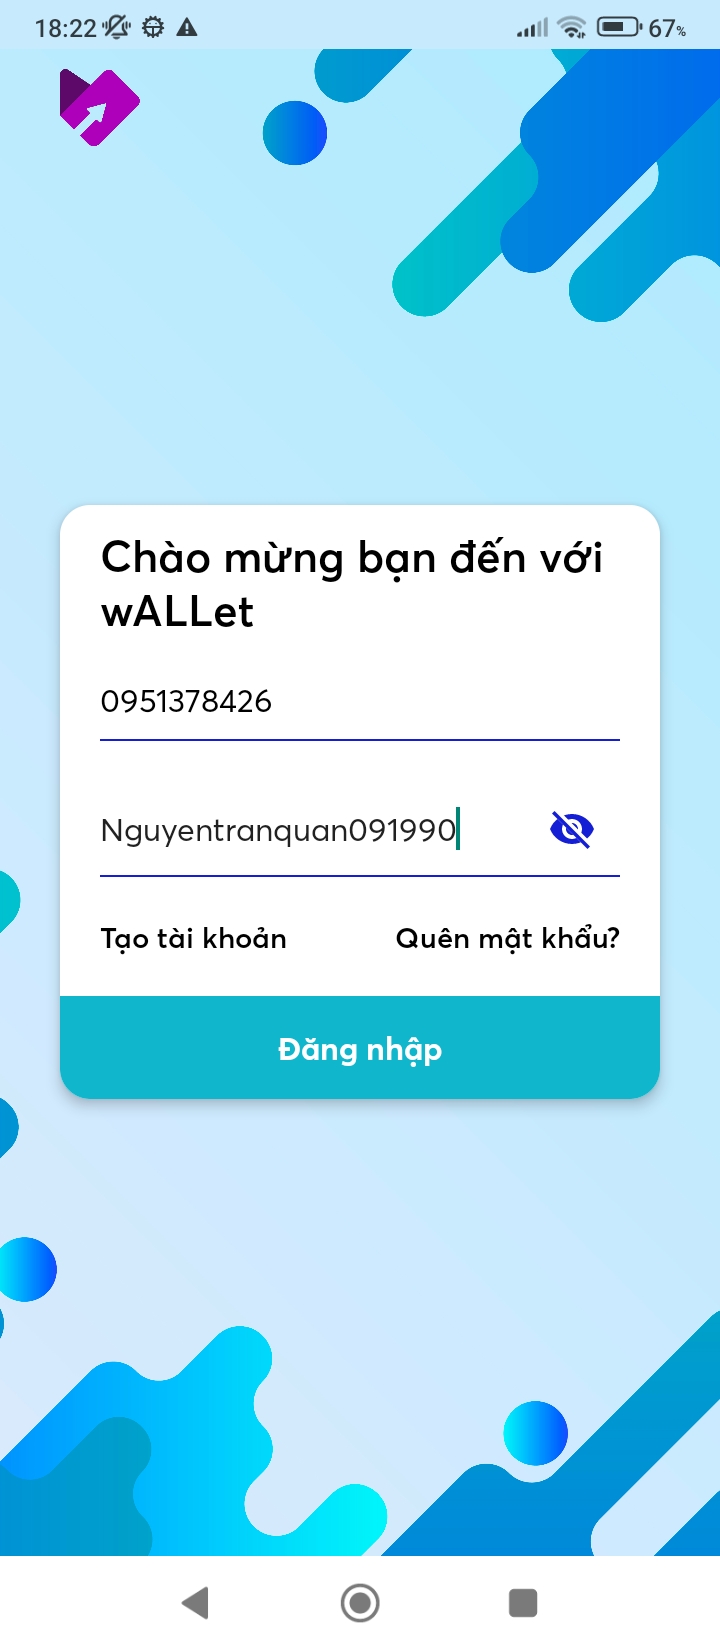 18:22
67%
Chào mừng bạn đến với
wALLet
0951378426
Nguyentranquan091990
Tạo tài khoản
Quên mật khẩu?
Đăng nhập